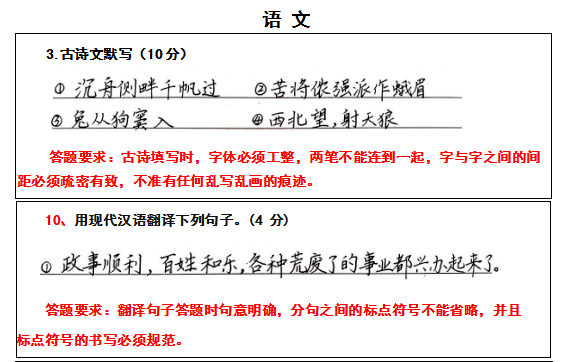 语 文
3.古诗文默写（10分）
① 沉舟侧畔千帆过 ②苦将侬强派作蛾眉
③ 兔从狗窦入 ④西北望,射天狼
答题要求：古诗填写时，字体必须工整，两笔不能连到一起，字与字之间的间
距必须疏密有致，不准有任何乱写乱画的痕迹。
10、用现代汉语翻译下列句子。(4 分)
① 政事顺利，百姓和乐,各种荒废了的事业都兴办起来了。
答题要求：翻译句子答题时句意明确，分句之间的标点符号不能省略，并且
标点符号的书写必须规范。